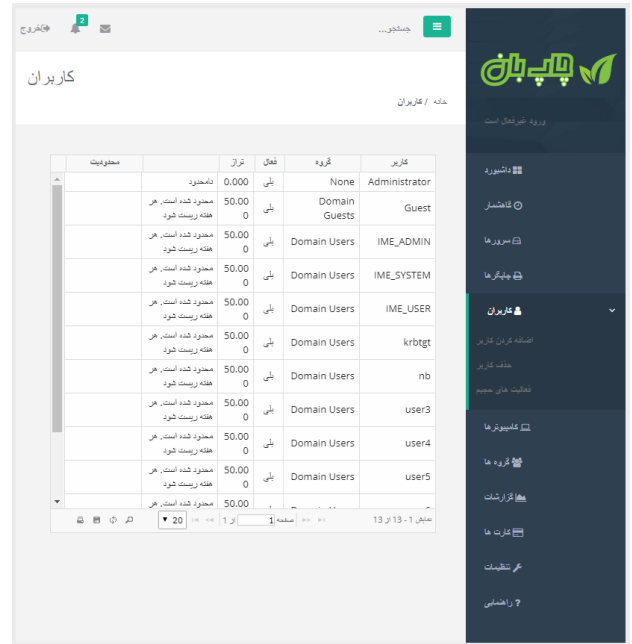 چاپ بان
ورود غیرفعال است
داشبورد
گاهشمار
سرورها
چاپگرها
کاربران
اضافه کردن کاربر
حذف کاربر
فعالیت های حجیم
کامپیوترها
گروه ها
گزارشات
کارت ها
تنظیمات
? راهنمایی
جستجو...
2
خروج
کاربران
خانه / کاربران
کاربر گروه فعال تراز محدودیت
Administrator None بلی 0.000 نامحدود
Guest Domain Guests بلی 50.000 محدود شده است, هر هفته ریست شود
IME_ADMIN Domain Users بلی 50.000 محدود شده است, هر هفته ریست شود
IME_SYSTEM Domain Users بلی 50.000 محدود شده است, هر هفته ریست شود
IME_USER Domain Users بلی 50.000 محدود شده است, هر هفته ریست شود
krbtgt Domain Users بلی 50.000 محدود شده است, هر هفته ریست شود
nb Domain Users بلی 50.000 محدود شده است, هر هفته ریست شود
user3 Domain Users بلی 50.000 محدود شده است, هر هفته ریست شود
user4 Domain Users بلی 50.000 محدود شده است, هر هفته ریست شود
user5 Domain Users بلی 50.000 محدود شده است, هر هفته ریست شود
50.00 محدود شده است, هر
نمایش 1 - 13 از 13 صفحه 1 از 1 20